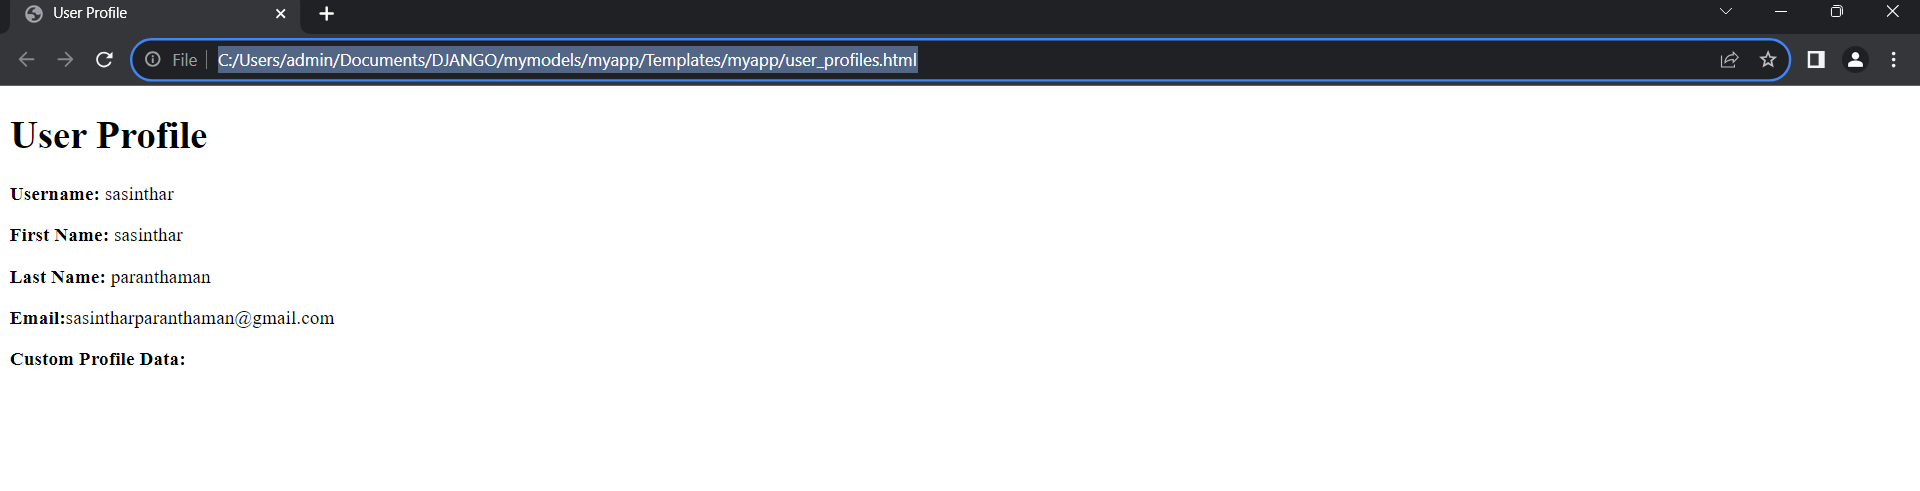 User Profile
File C:/Users/admin/Documents/DJANGO/mymodels/myapp/Templates/myapp/user_profiles.html
User Profile
Username: sasinthar
First Name: sasinthar
Last Name: paranthaman
Email:sasintharparanthaman@gmail.com
Custom Profile Data: